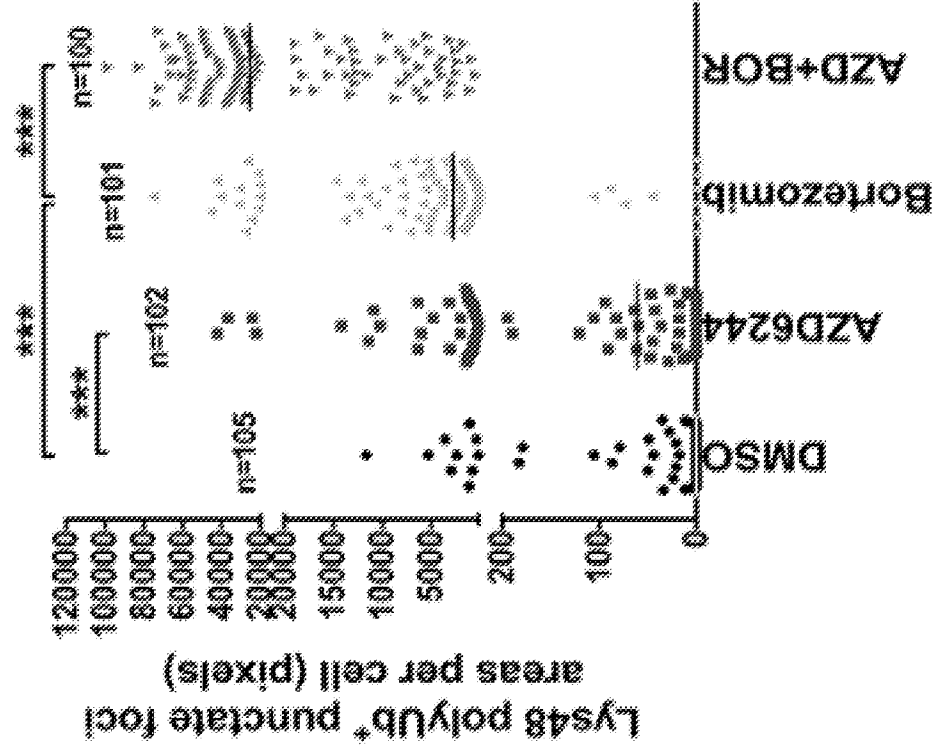 Lys48 polyUb⁺ punctate foci
areas per cell (pixels)
120000
100000
80000
60000
40000
20000
20000
15000
10000
5000
200
100
0
***
***
***
n=105
n=102
n=101
n=100
DMSO
AZD6244
Bortezomib
AZD+BOR